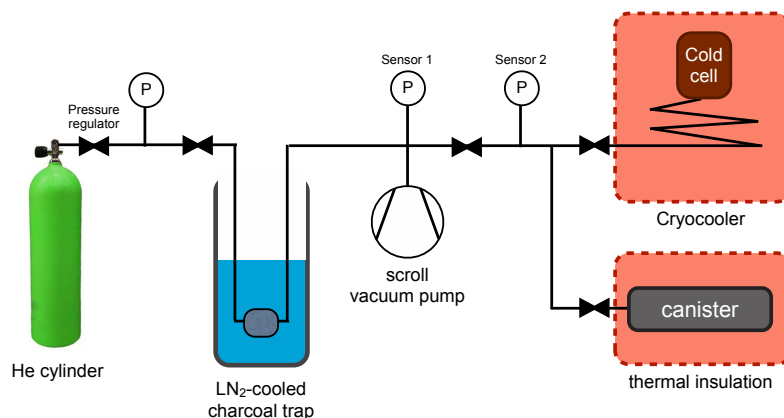 Sensor 1
Sensor 2
Cold
cell
P
P
P
Pressure
regulator
Cryocooler
scroll
vacuum pump
canister
He cylinder
LN₂-cooled
charcoal trap
thermal insulation